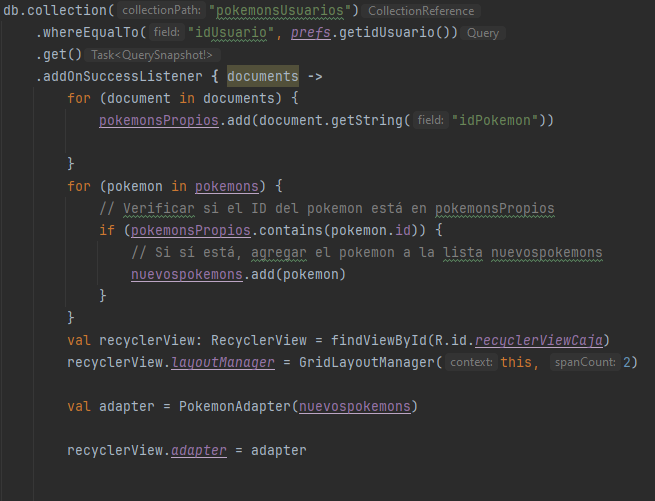 db.collection( collectionPath: "pokemonsUsuarios") CollectionReference
.whereEqualTo( field: "idUsuario", prefs.getidUsuario()) Query
.get() Task<QuerySnapshot!>
.addOnSuccessListener { documents ->
for (document in documents) {
pokemonsPropios.add(document.getString( field: "idPokemon"))
}
for (pokemon in pokemons) {
// Verificar si el ID del pokemon está en pokemonsPropios
if (pokemonsPropios.contains(pokemon.id)) {
// Si sí está, agregar el pokemon a la lista nuevospokemons
nuevospokemons.add(pokemon)
}
}
val recyclerView: RecyclerView = findViewById(R.id.recyclerViewCaja)
recyclerView.layoutManager = GridLayoutManager( context: this, spanCount: 2)
val adapter = PokemonAdapter(nuevospokemons)
recyclerView.adapter = adapter